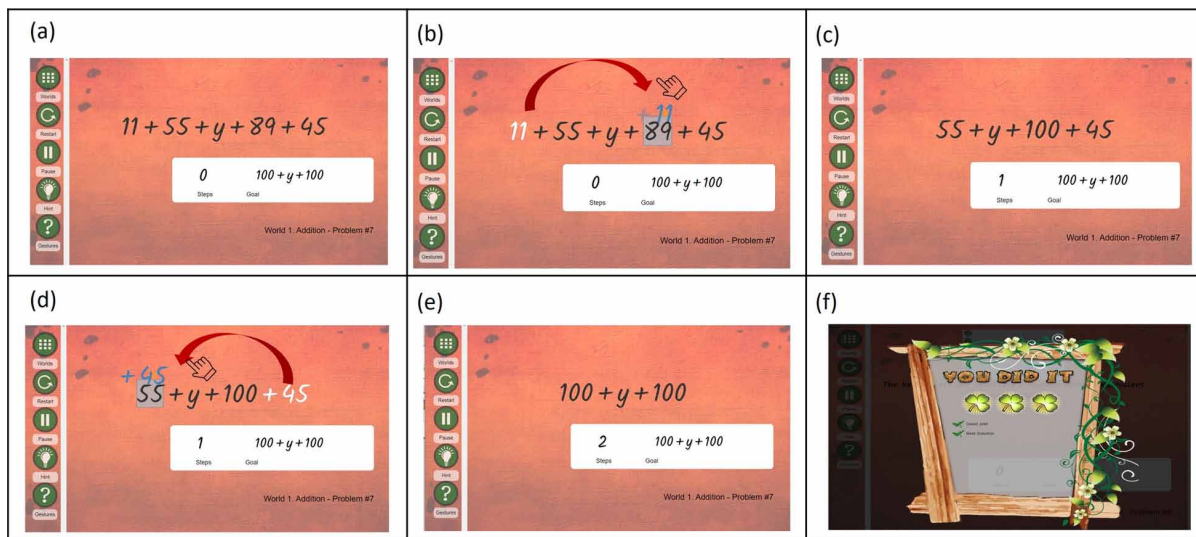 (a)
Worlds
Restart
Pause
Hint
Gestures
11 + 55 + y + 89 + 45
0
100 + y + 100
Steps
Goal
World 1. Addition - Problem #7
(b)
Worlds
Restart
Pause
Hint
Gestures
+ 11
11 + 55 + y + 89 + 45
0
100 + y + 100
Steps
Goal
World 1. Addition - Problem #7
(c)
Worlds
Restart
Pause
Hint
Gestures
55 + y + 100 + 45
1
100 + y + 100
Steps
Goal
World 1. Addition - Problem #7
(d)
Worlds
Restart
Pause
Hint
Gestures
+ 45
55 + y + 100 + 45
1
100 + y + 100
Steps
Goal
World 1. Addition - Problem #7
(e)
Worlds
Restart
Pause
Hint
Gestures
100 + y + 100
2
100 + y + 100
Steps
Goal
World 1. Addition - Problem #7
(f)
YOU DID IT
0